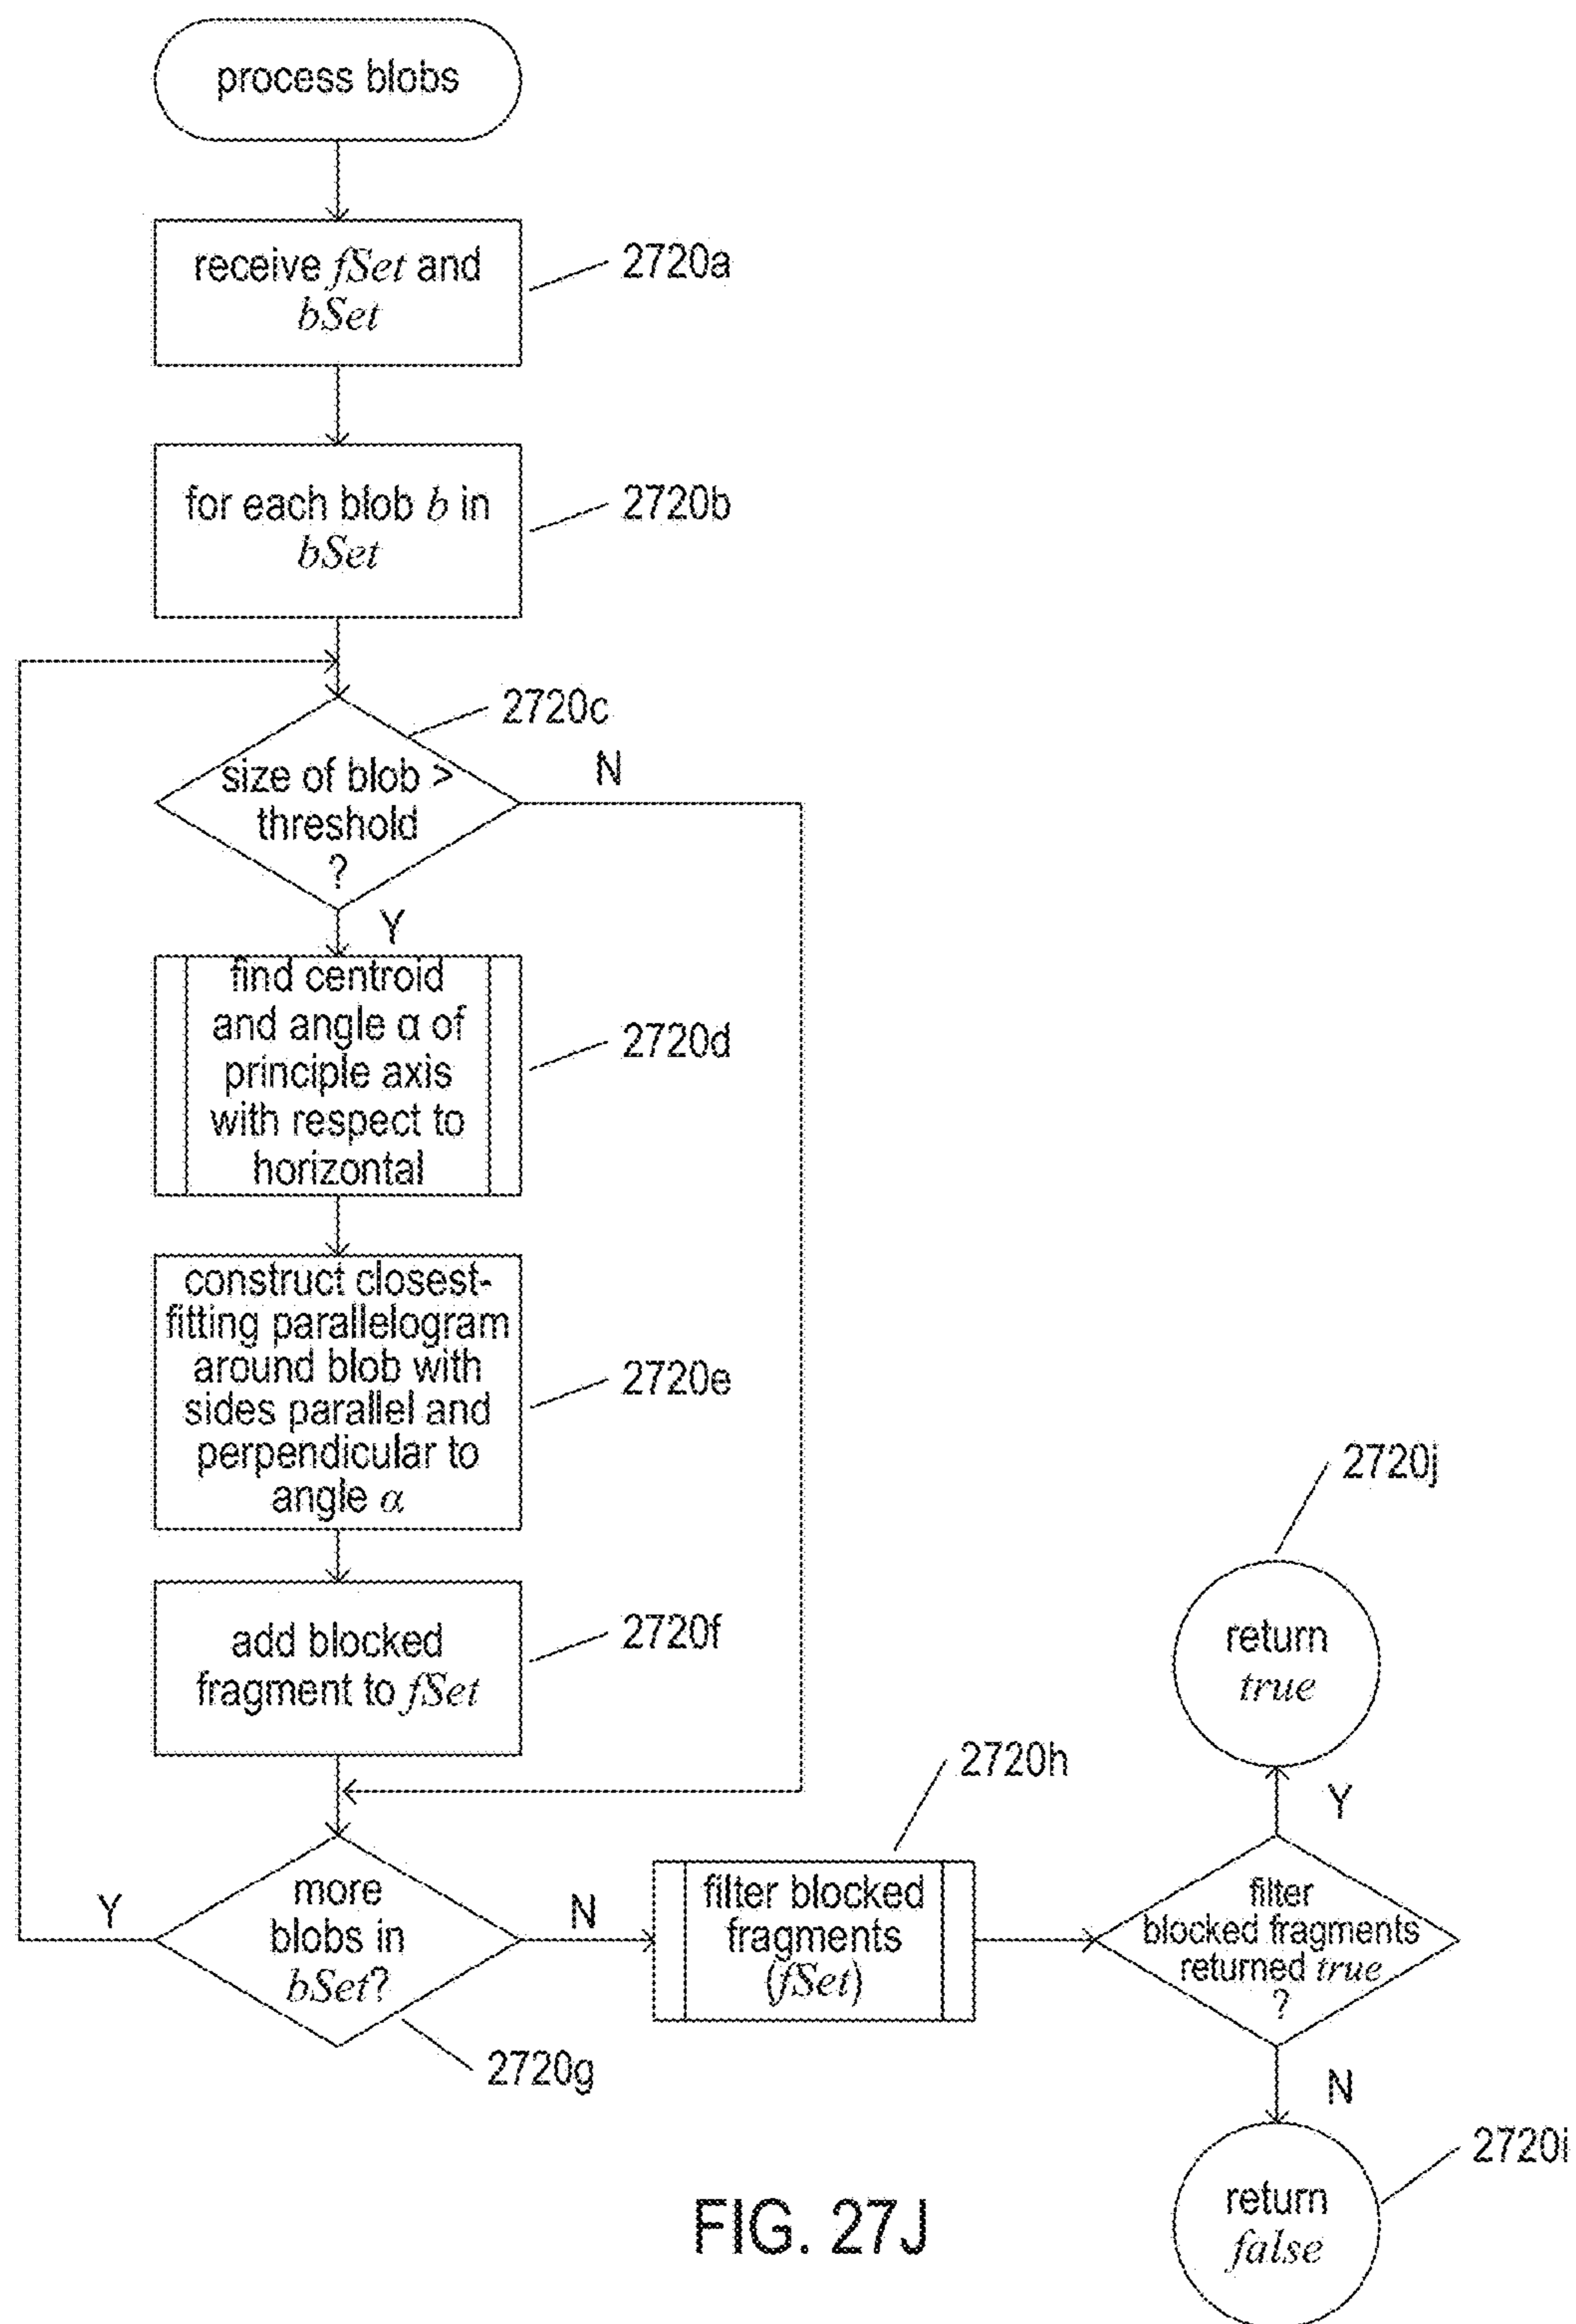 process blobs
receive fSet and
bSet
2720a
for each blob b in
bSet
2720b
2720c
size of blob >
threshold
?
N
Y
find centroid
and angle α of
principle axis
with respect to
horizontal
2720d
construct closest-
fitting parallelogram
around blob with
sides parallel and
perpendicular to
angle α
2720e
add blocked
fragment to fSet
2720f
more
blobs in
bSet?
Y
N
2720g
2720h
filter blocked
fragments
(fSet)
filter
blocked fragments
returned true
?
Y
2720j
return
true
N
2720i
return
false
FIG. 27J